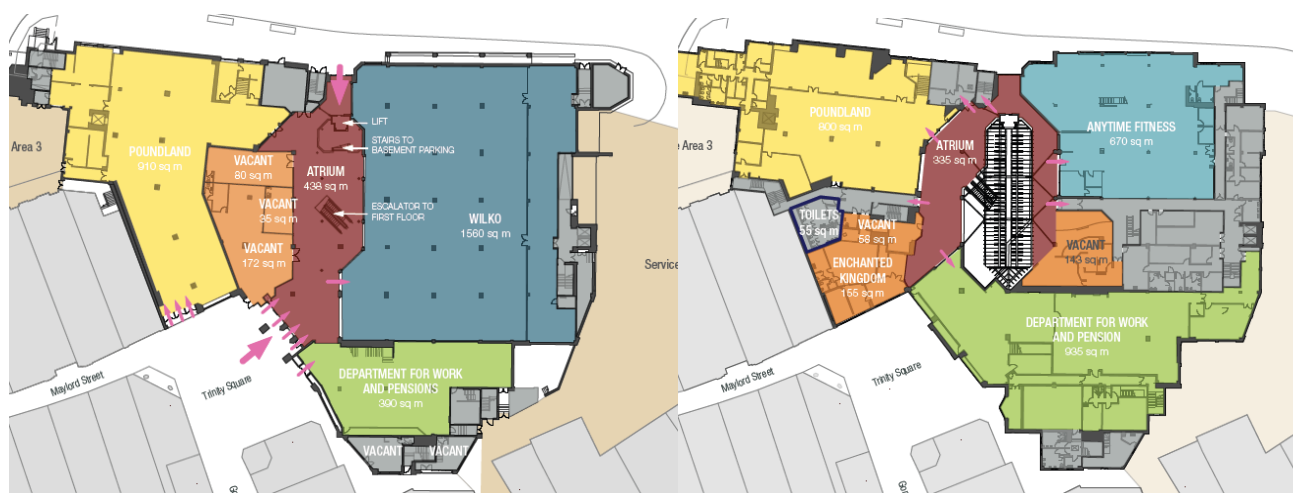 LIFT
STAIRS TO
BASEMENT PARKING
Area 3
POUNDLAND
910 sq m
VACANT
80 sq m
ATRIUM
438 sq m
VACANT
35 sq m
ESCALATOR TO
FIRST FLOOR
WILKO
1560 sq m
VACANT
172 sq m
Service
DEPARTMENT FOR WORK
AND PENSIONS
390 sq m
Maylord Street
Trinity Square
VACANT
VACANT
POUNDLAND
800 sq m
ANYTIME FITNESS
670 sq m
ATRIUM
335 sq m
Area 3
TOILETS
55 sq m
VACANT
56 sq m
VACANT
143 sq m
ENCHANTED
KINGDOM
155 sq m
DEPARTMENT FOR WORK
AND PENSION
935 sq m
Maylord Street
Trinity Square